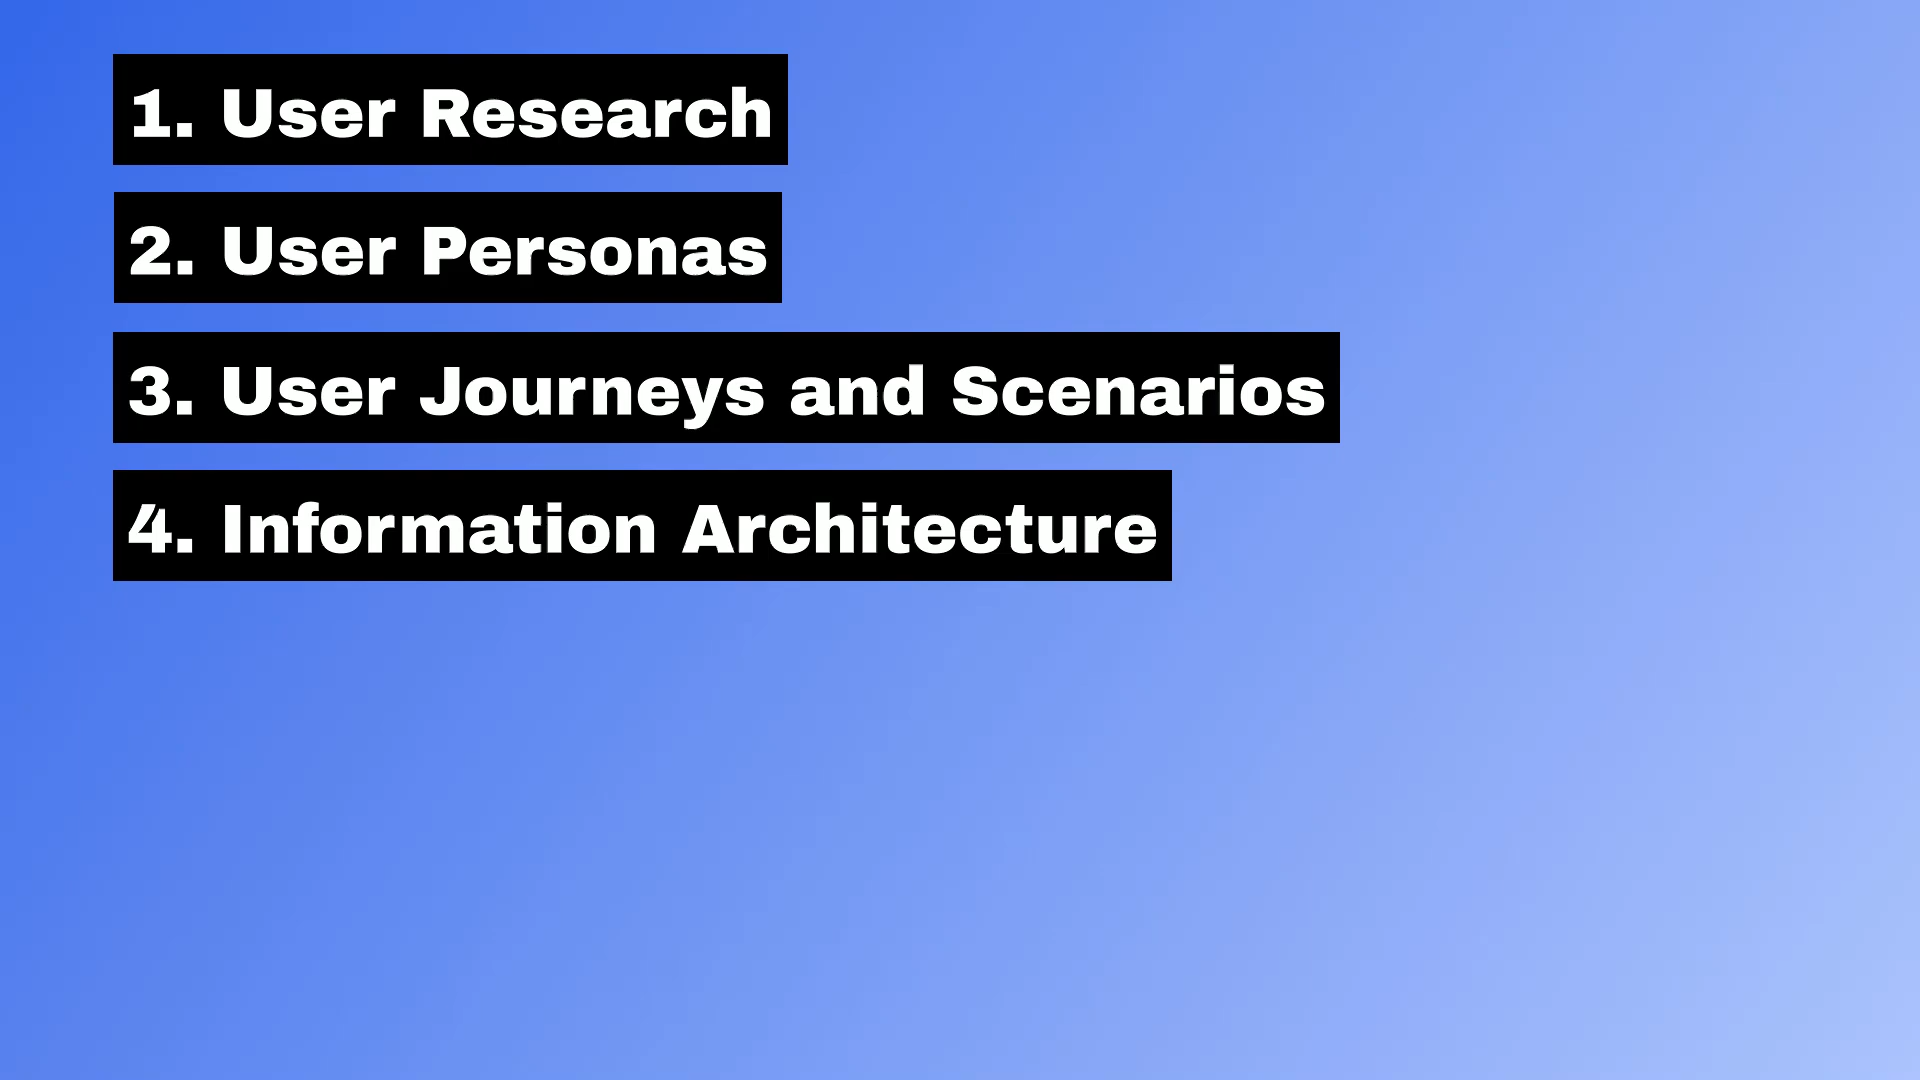 1. User Research
2. User Personas
3. User Journeys and Scenarios
4. Information Architecture